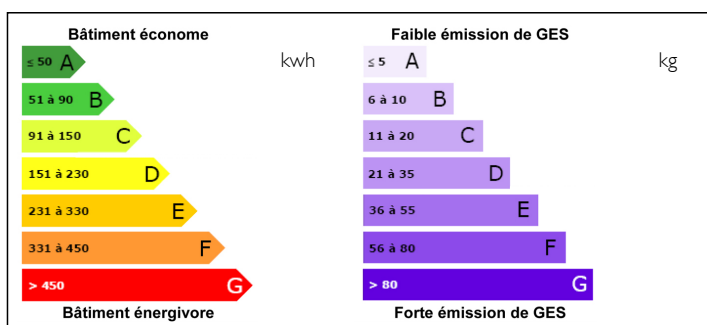 Bâtiment économe
≤ 50 A
kwh
51 à 90 B
91 à 150 C
151 à 230 D
231 à 330 E
331 à 450 F
> 450 G
Bâtiment énergivore
Faible émission de GES
≤ 5 A
kg
6 à 10 B
11 à 20 C
21 à 35 D
36 à 55 E
56 à 80 F
> 80 G
Forte émission de GES